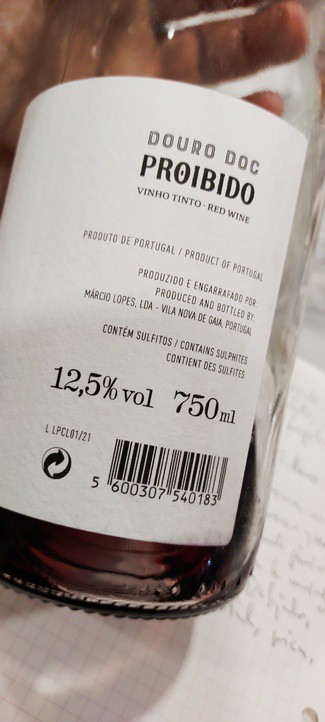 DOURO DOC
PROIBIDO
VINHO TINTO · RED WINE
PRODUTO DE PORTUGAL / PRODUCT OF PORTUGAL
PRODUZIDO E ENGARRAFADO POR:
PRODUCED AND BOTTLED BY:
MÁRCIO LOPES, LDA - VILA NOVA DE GAIA, PORTUGAL
CONTÉM SULFITOS / CONTAINS SULPHITES
CONTIENT DES SULFITES
12,5% vol 750ml
L LPCL01/21
5 600307 540183